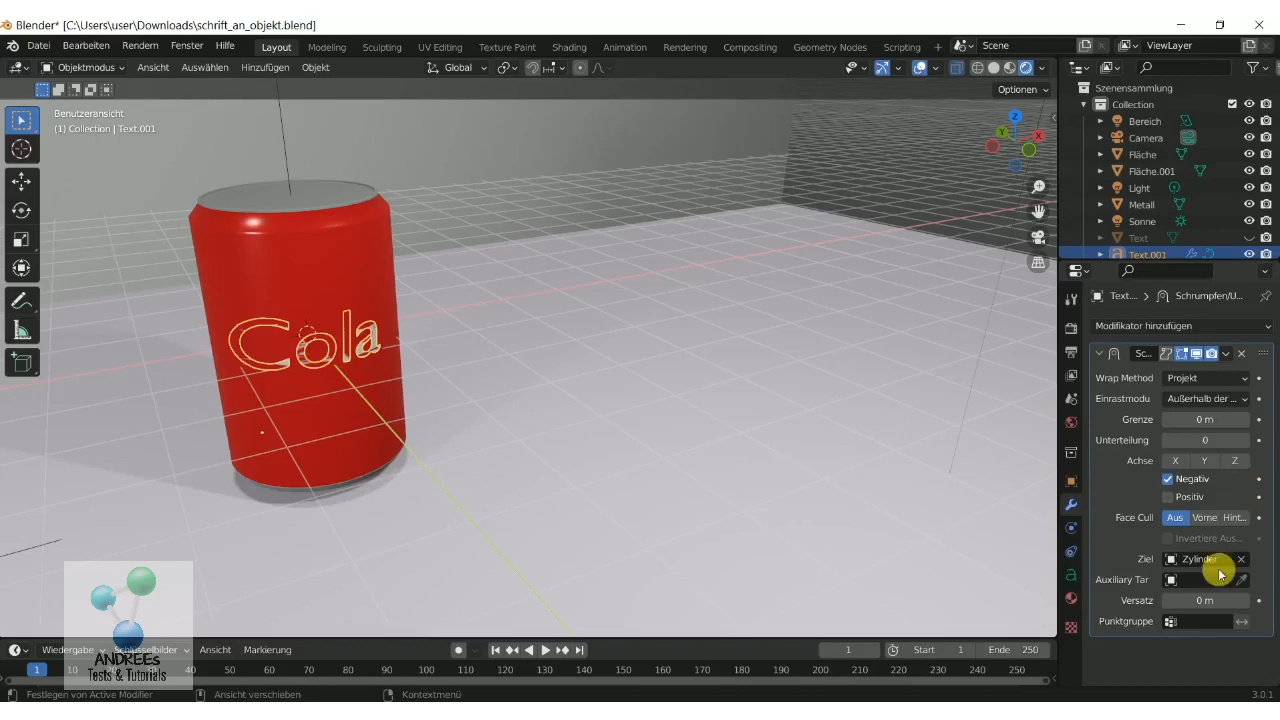 Blender* [C:\Users\user\Downloads\schrift_an_objekt.blend]
Datei Bearbeiten Rendern Fenster Hilfe Layout Modeling Sculpting UV Editing Texture Paint Shading Animation Rendering Compositing Geometry Nodes Scripting + Scene ViewLayer
Objektmodus Ansicht Auswählen Hinzufügen Objekt Global
Optionen
Benutzeransicht
(1) Collection | Text.001
Z
Y
X
Cola
Szenensammlung
Collection
Bereich
Camera
Fläche
Fläche.001
Light
Metall
Sonne
Text
Text.001
Text.... > Schrumpfen/U...
Modifikator hinzufügen
Sc...
Wrap Method Projekt
Einrastmodu Außerhalb der ...
Grenze 0 m
Unterteilung 0
Achse X Y Z
Negativ
Positiv
Face Cull Aus Vorne Hint...
Invertiere Aus...
Ziel Zylinder
Auxiliary Tar
Versatz 0 m
Punktgruppe
ANDREEs
Tests & Tutorials
Wiedergabe Schlüsselbilder Ansicht Markierung 1 Start 1 Ende 250
1 10 20 30 40 50 60 70 80 90 100 110 120 130 140 150 160 170 180 190 200 210 220 230 240 250
Festlegen von Active Modifier Ansicht verschieben Kontextmenü 3.0.1